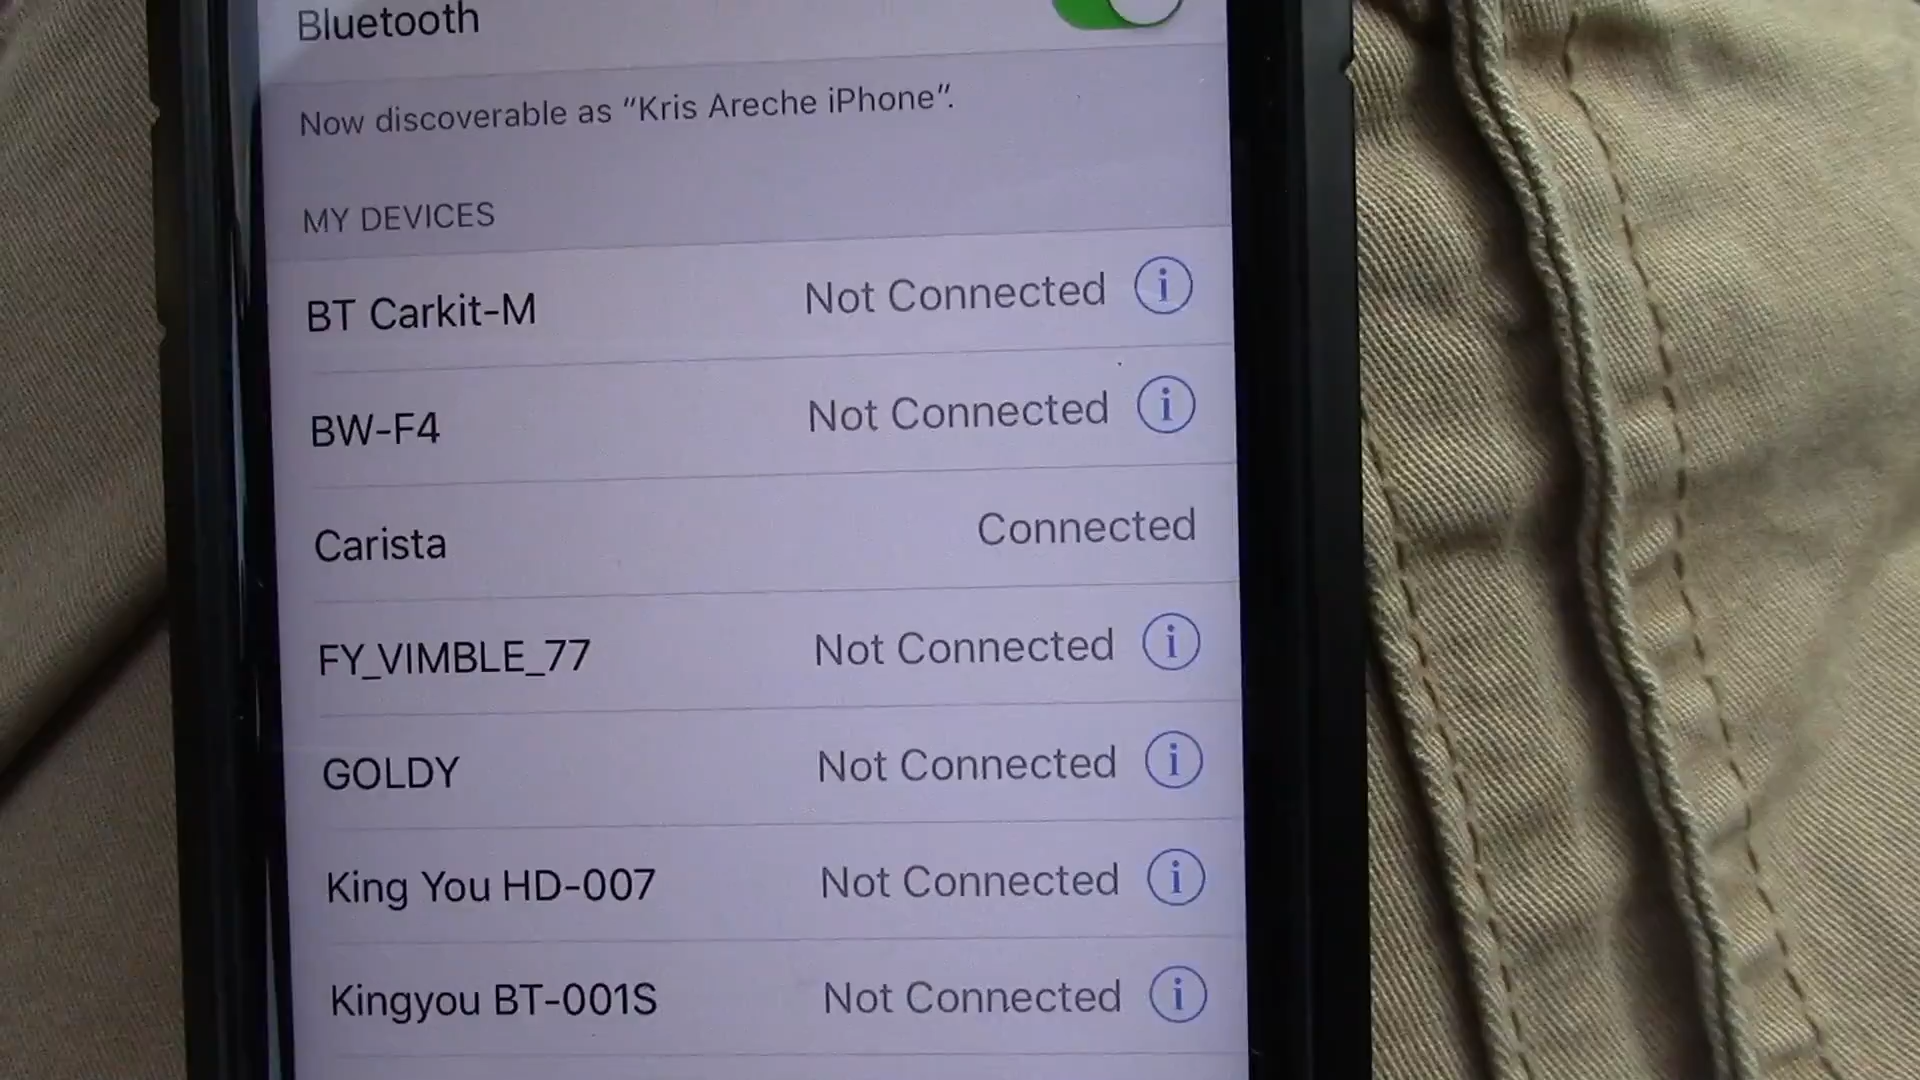 Bluetooth
Now discoverable as “Kris Areche iPhone”.
MY DEVICES
BT Carkit-M Not Connected i
BW-F4 Not Connected i
Carista Connected
FY_VIMBLE_77 Not Connected i
GOLDY Not Connected i
King You HD-007 Not Connected i
Kingyou BT-001S Not Connected i